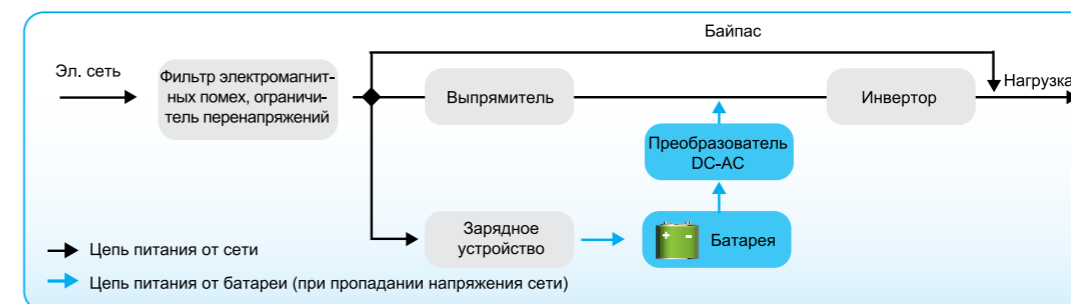 Байпас
Эл. сеть
Фильтр электромагнит-
ных помех, ограничи-
тель перенапряжений
Выпрямитель
Инвертор
Нагрузка
Преобразователь
DC-AC
Зарядное
устройство
Батарея
Цепь питания от сети
Цепь питания от батареи (при пропадании напряжения сети)